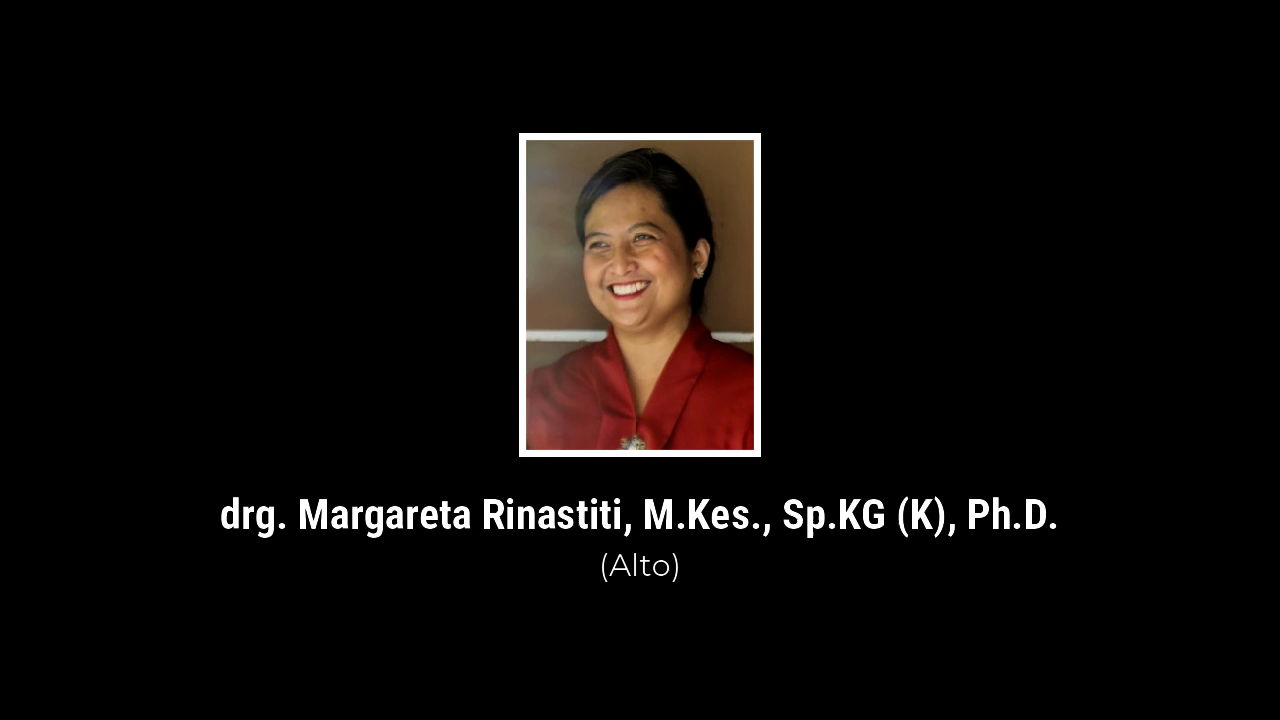 drg. Margareta Rinastiti, M.Kes., Sp.KG (K), Ph.D.
(Alto)